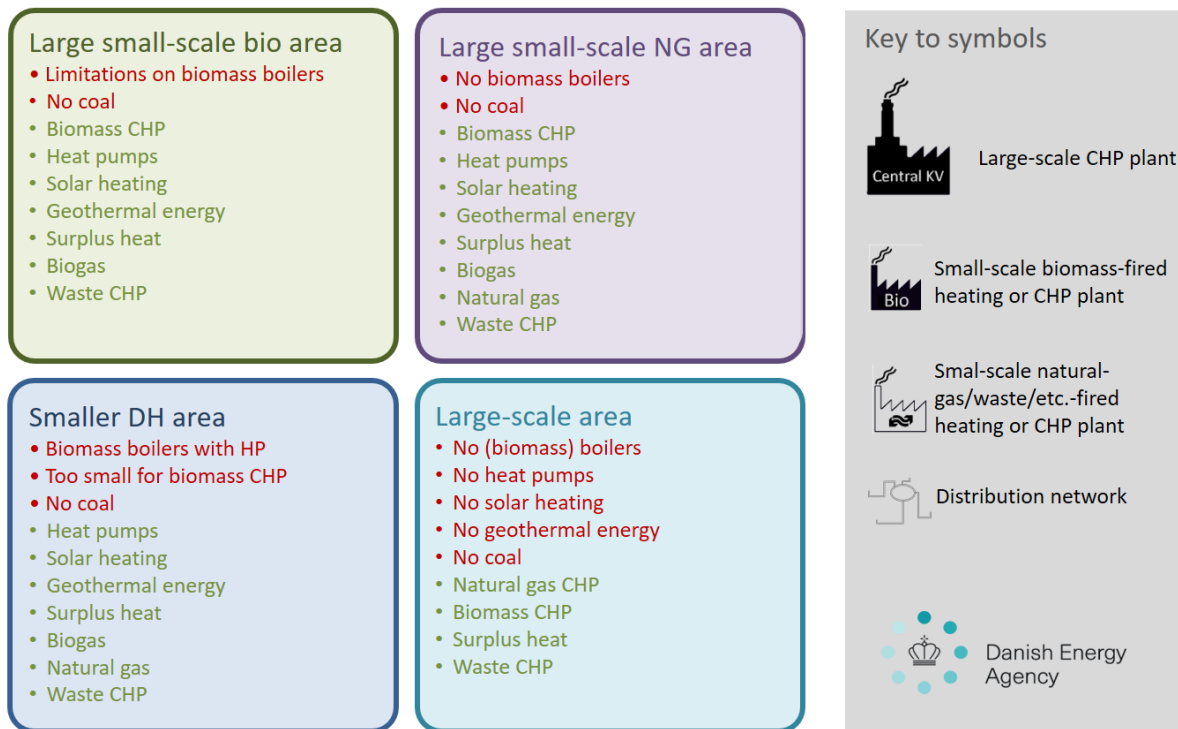 Large small-scale bio area
• Limitations on biomass boilers
• No coal
• Biomass CHP
• Heat pumps
• Solar heating
• Geothermal energy
• Surplus heat
• Biogas
• Waste CHP
Large small-scale NG area
• No biomass boilers
• No coal
• Biomass CHP
• Heat pumps
• Solar heating
• Geothermal energy
• Surplus heat
• Biogas
• Natural gas
• Waste CHP
Smaller DH area
• Biomass boilers with HP
• Too small for biomass CHP
• No coal
• Heat pumps
• Solar heating
• Geothermal energy
• Surplus heat
• Biogas
• Natural gas
• Waste CHP
Large-scale area
• No (biomass) boilers
• No heat pumps
• No solar heating
• No geothermal energy
• No coal
• Natural gas CHP
• Biomass CHP
• Surplus heat
• Waste CHP
Key to symbols
Central KV
Large-scale CHP plant
Bio
Small-scale biomass-fired
heating or CHP plant
Smal-scale natural-
gas/waste/etc.-fired
heating or CHP plant
Distribution network
Danish Energy
Agency